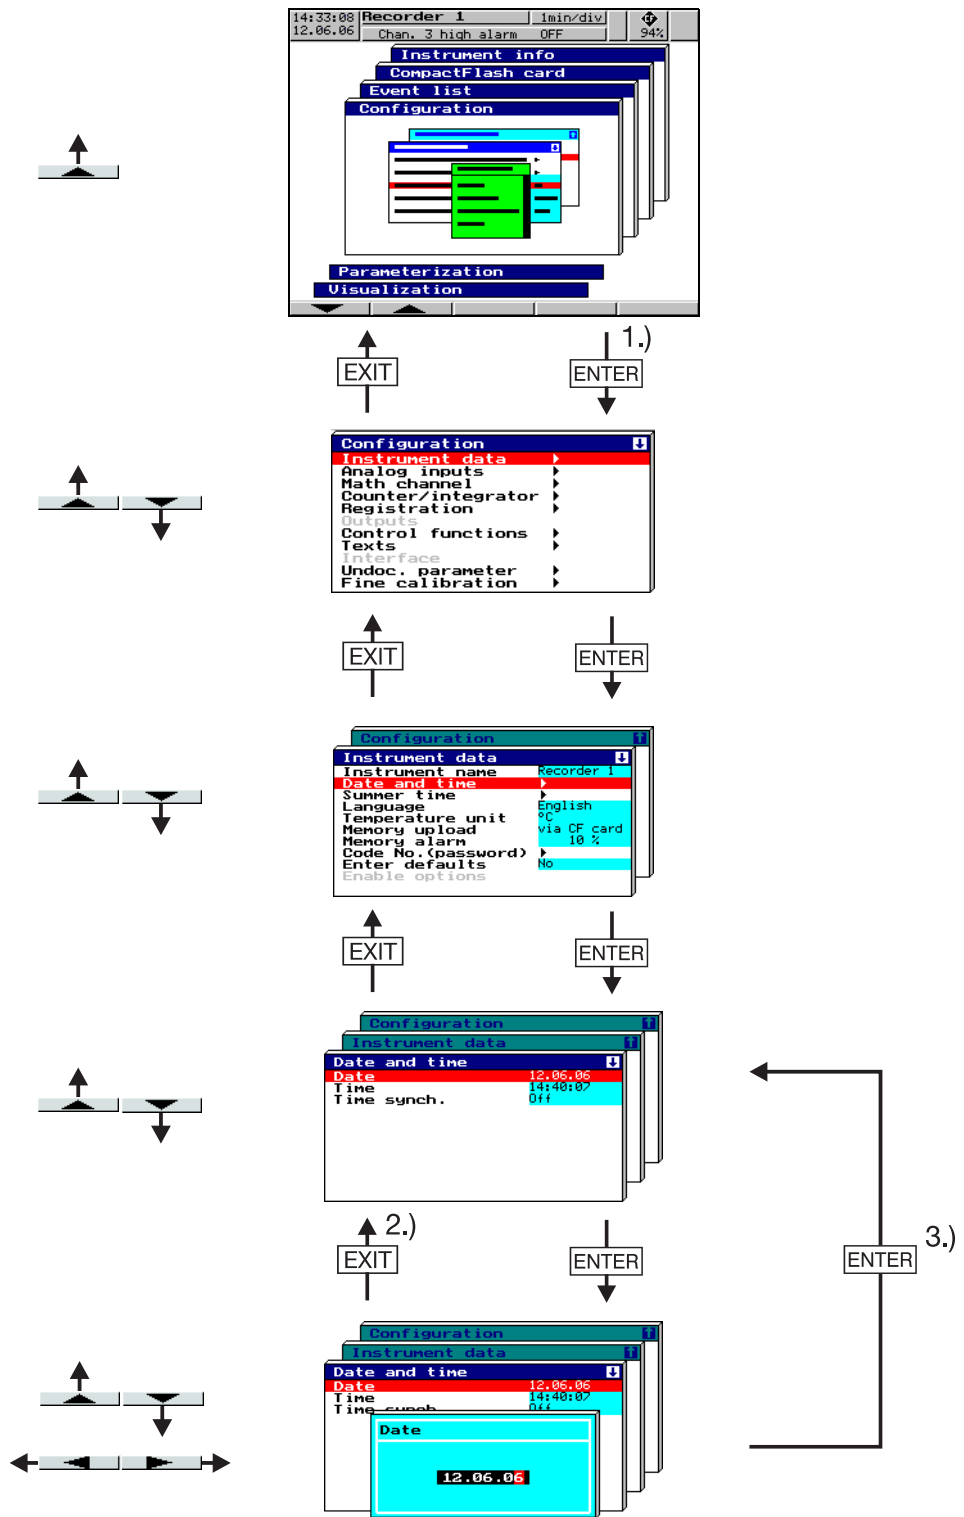 14:33:08 Recorder 1 1min/div CF
12.06.06 Chan. 3 high alarm OFF 94%
Instrument info
CompactFlash card
Event list
Configuration
Parameterization
Visualization
1.)
EXIT ENTER
Configuration
Instrument data
Analog inputs
Math channel
Counter/integrator
Registration
Outputs
Control functions
Texts
Interface
Undoc. parameter
Fine calibration
EXIT ENTER
Configuration
Instrument data
Instrument name Recorder 1
Date and time
Summer time
Language English
Temperature unit °C
Memory upload via CF card
Memory alarm 10 %
Code No.(password)
Enter defaults No
Enable options
EXIT ENTER
Configuration
Instrument data
Date and time
Date 12.06.06
Time 14:40:07
Time synch. Off
2.)
EXIT ENTER
ENTER 3.)
Configuration
Instrument data
Date and time
Date 12.06.06
Time 14:40:07
Time synch. Off
Date
12.06.06